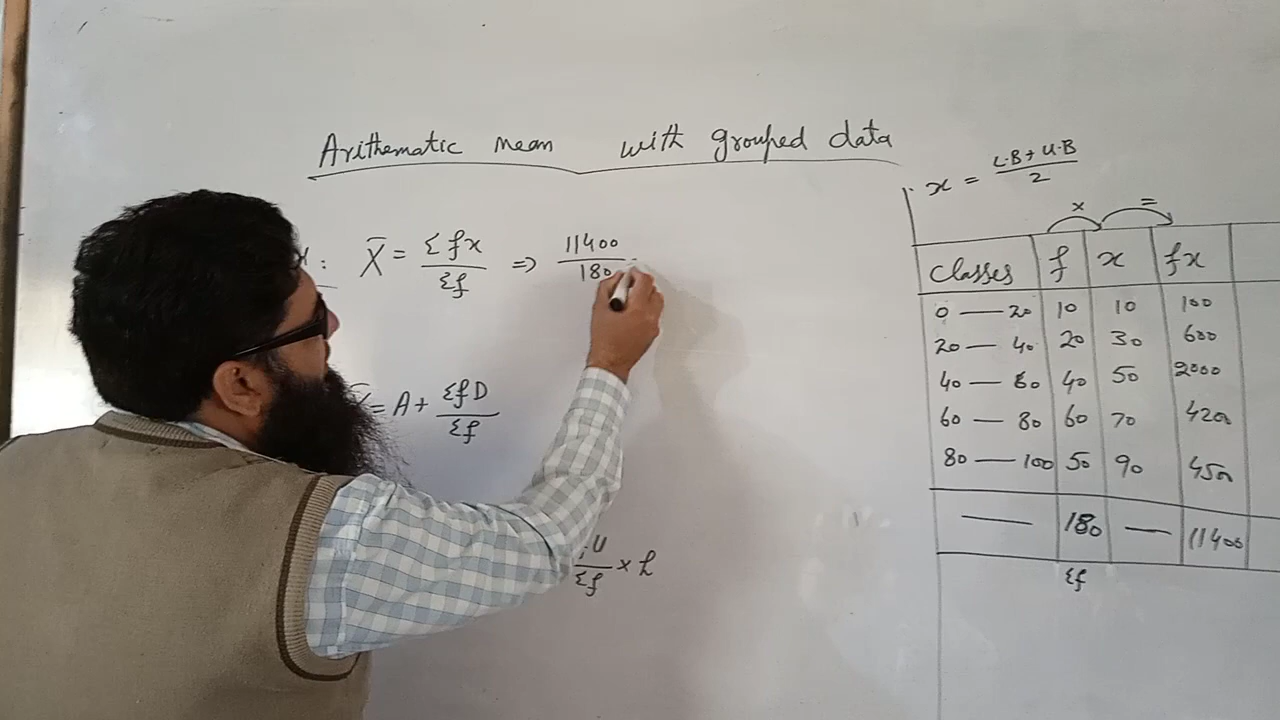 Arithematic mean with grouped data
x = L.B + U.B / 2
: X̄ = Σfx / Σf ⇒ 11400 / 180 =
= A + ΣfD / Σf
U / Σf × h
× =
Classes f x fx
0 — 20 10 10 100
20 — 40 20 30 600
40 — 60 40 50 2000
60 — 80 60 70 4200
80 — 100 50 90 4500
— 180 — 11400
Σf